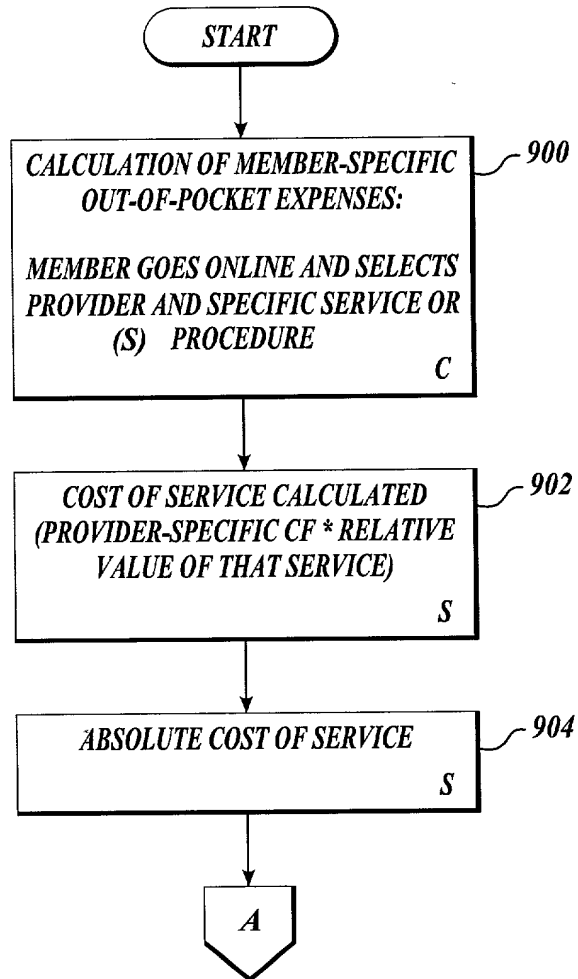 START
CALCULATION OF MEMBER-SPECIFIC
OUT-OF-POCKET EXPENSES:
MEMBER GOES ONLINE AND SELECTS
PROVIDER AND SPECIFIC SERVICE OR
(S) PROCEDURE
C
900
COST OF SERVICE CALCULATED
(PROVIDER-SPECIFIC CF * RELATIVE
VALUE OF THAT SERVICE)
S
902
ABSOLUTE COST OF SERVICE
S
904
A